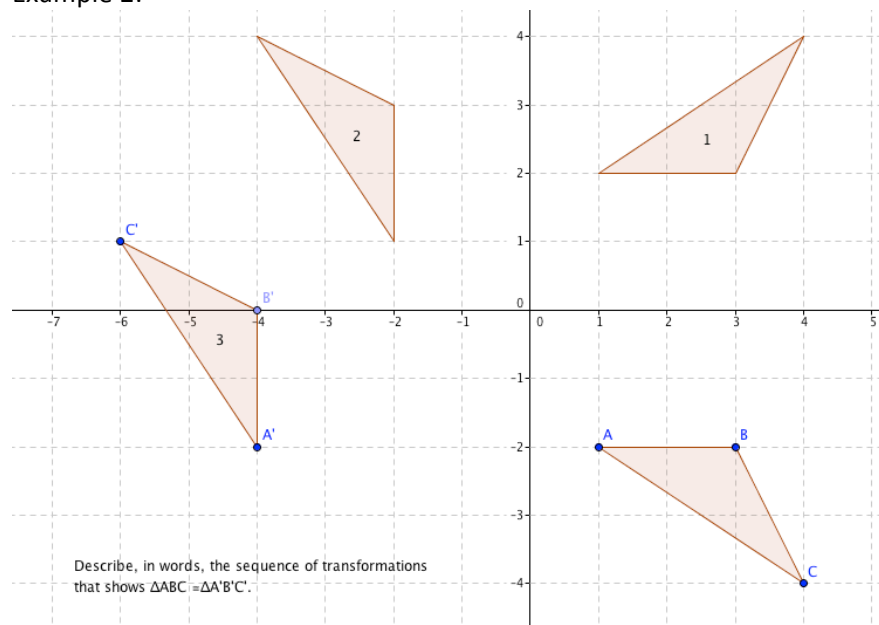 Example 2:
4
3
2
1
2
1
C'
B'
0
-7
-6
-5
-4
-3
-2
-1
0
1
2
3
4
5
3
-1
A'
A
B
-2
-3
Describe, in words, the sequence of transformations
that shows ΔABC =ΔA'B'C'.
C
-4